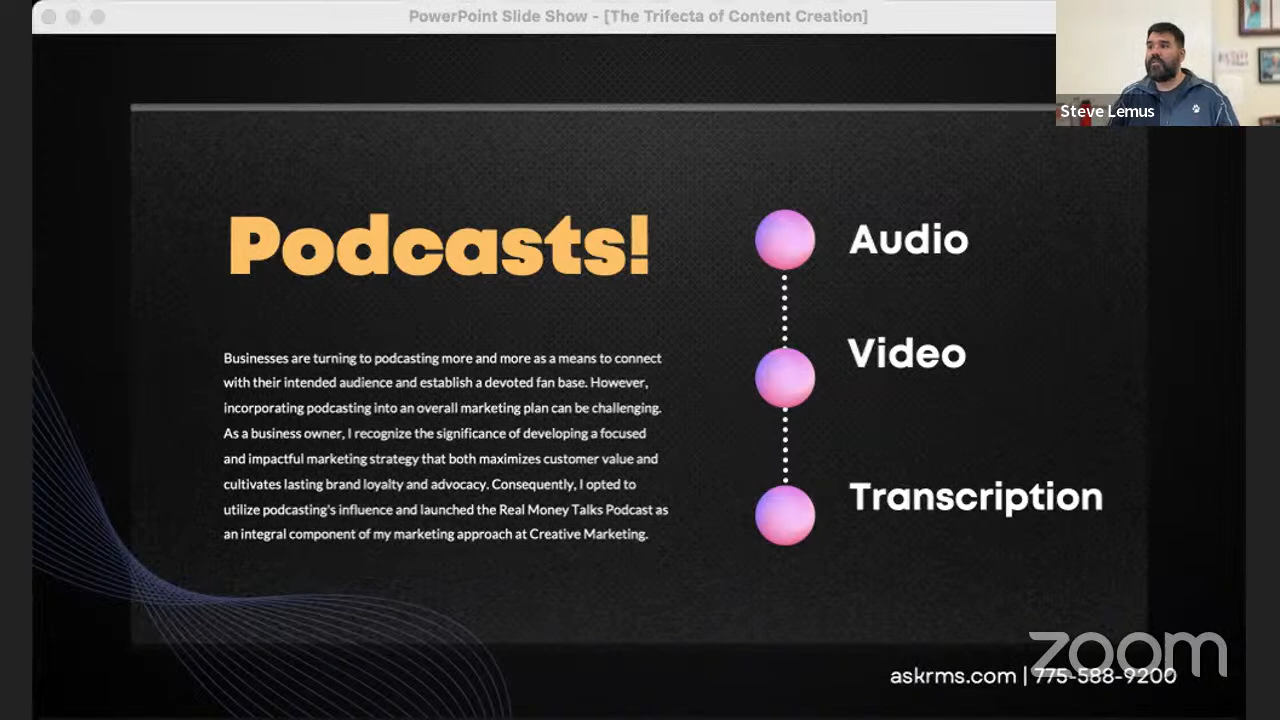 PowerPoint Slide Show - [The Trifecta of Content Creation]
Steve Lemus
Podcasts!
Businesses are turning to podcasting more and more as a means to connect
with their intended audience and establish a devoted fan base. However,
incorporating podcasting into an overall marketing plan can be challenging.
As a business owner, I recognize the significance of developing a focused
and impactful marketing strategy that both maximizes customer value and
cultivates lasting brand loyalty and advocacy. Consequently, I opted to
utilize podcasting's influence and launched the Real Money Talks Podcast as
an integral component of my marketing approach at Creative Marketing.
Audio
Video
Transcription
zoom
askrms.com | 775-588-9200